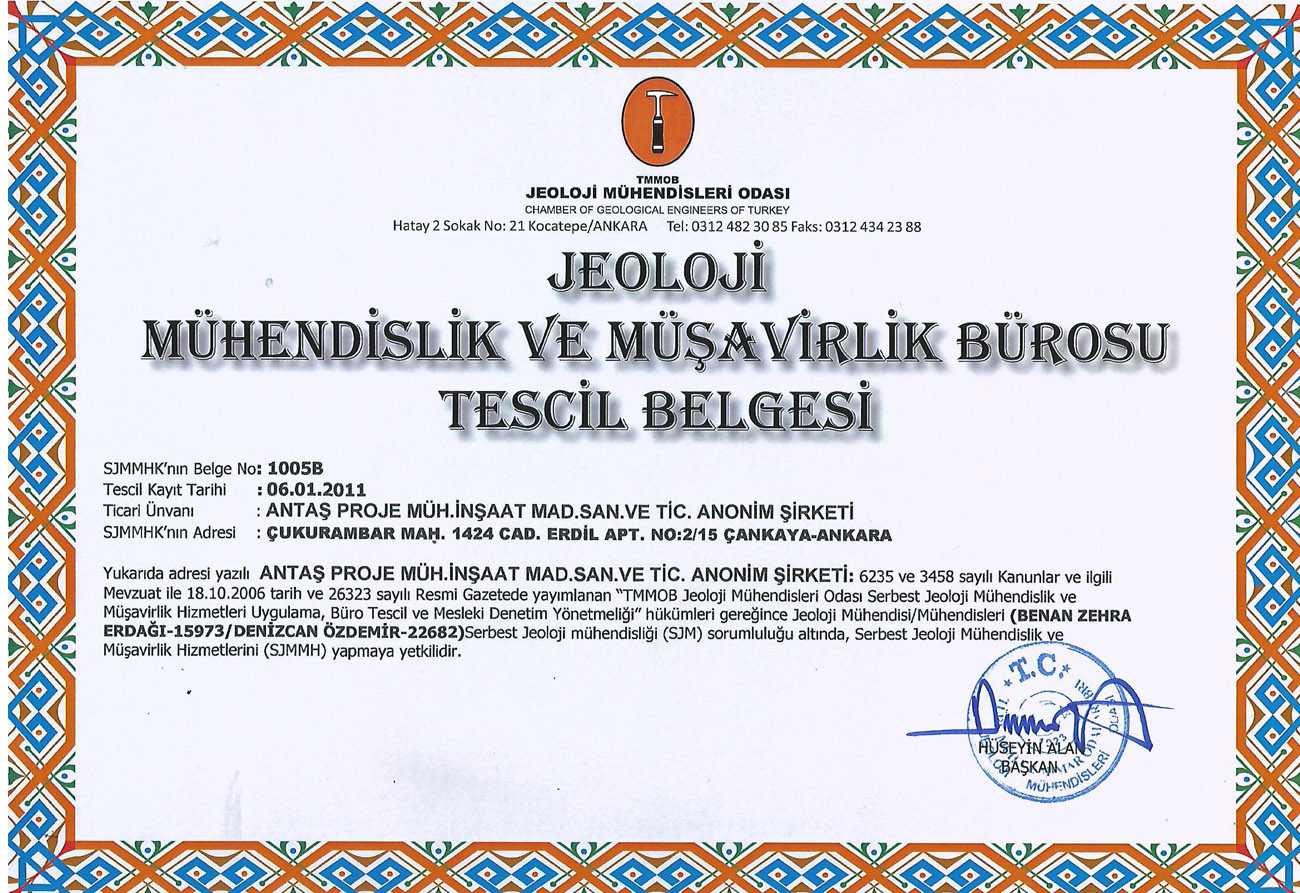 TMMOB
JEOLOJİ MÜHENDİSLERİ ODASI
CHAMBER OF GEOLOGICAL ENGINEERS OF TURKEY
Hatay 2 Sokak No: 21 Kocatepe/ANKARA Tel: 0312 482 30 85 Faks: 0312 434 23 88
JEOLOJİ
MÜHENDİSLİK VE MÜŞAVİRLİK BÜROSU
TESCİL BELGESİ
SJMMHK'nın Belge No: 1005B
Tescil Kayıt Tarihi : 06.01.2011
Ticari Ünvanı : ANTAŞ PROJE MÜH.İNŞAAT MAD.SAN.VE TİC. ANONİM ŞİRKETİ
SJMMHK'nın Adresi : ÇUKURAMBAR MAH. 1424 CAD. ERDİL APT. NO:2/15 ÇANKAYA-ANKARA
Yukarıda adresi yazılı ANTAŞ PROJE MÜH.İNŞAAT MAD.SAN.VE TİC. ANONİM ŞİRKETİ: 6235 ve 3458 sayılı Kanunlar ve ilgili
Mevzuat ile 18.10.2006 tarih ve 26323 sayılı Resmi Gazetede yayımlanan "TMMOB Jeoloji Mühendisleri Odası Serbest Jeoloji Mühendislik ve
Müşavirlik Hizmetleri Uygulama, Büro Tescil ve Mesleki Denetim Yönetmeliği" hükümleri gereğince Jeoloji Mühendisi/Mühendisleri (BENAN ZEHRA
ERDAĞI-15973/DENİZCAN ÖZDEMİR-22682)Serbest Jeoloji mühendisliği (SJM) sorumluluğu altında, Serbest Jeoloji Mühendislik ve
Müşavirlik Hizmetlerini (SJMMH) yapmaya yetkilidir.
T.C.
HÜSEYİN ALAN
BAŞKAN
MÜHENDİSLERİ